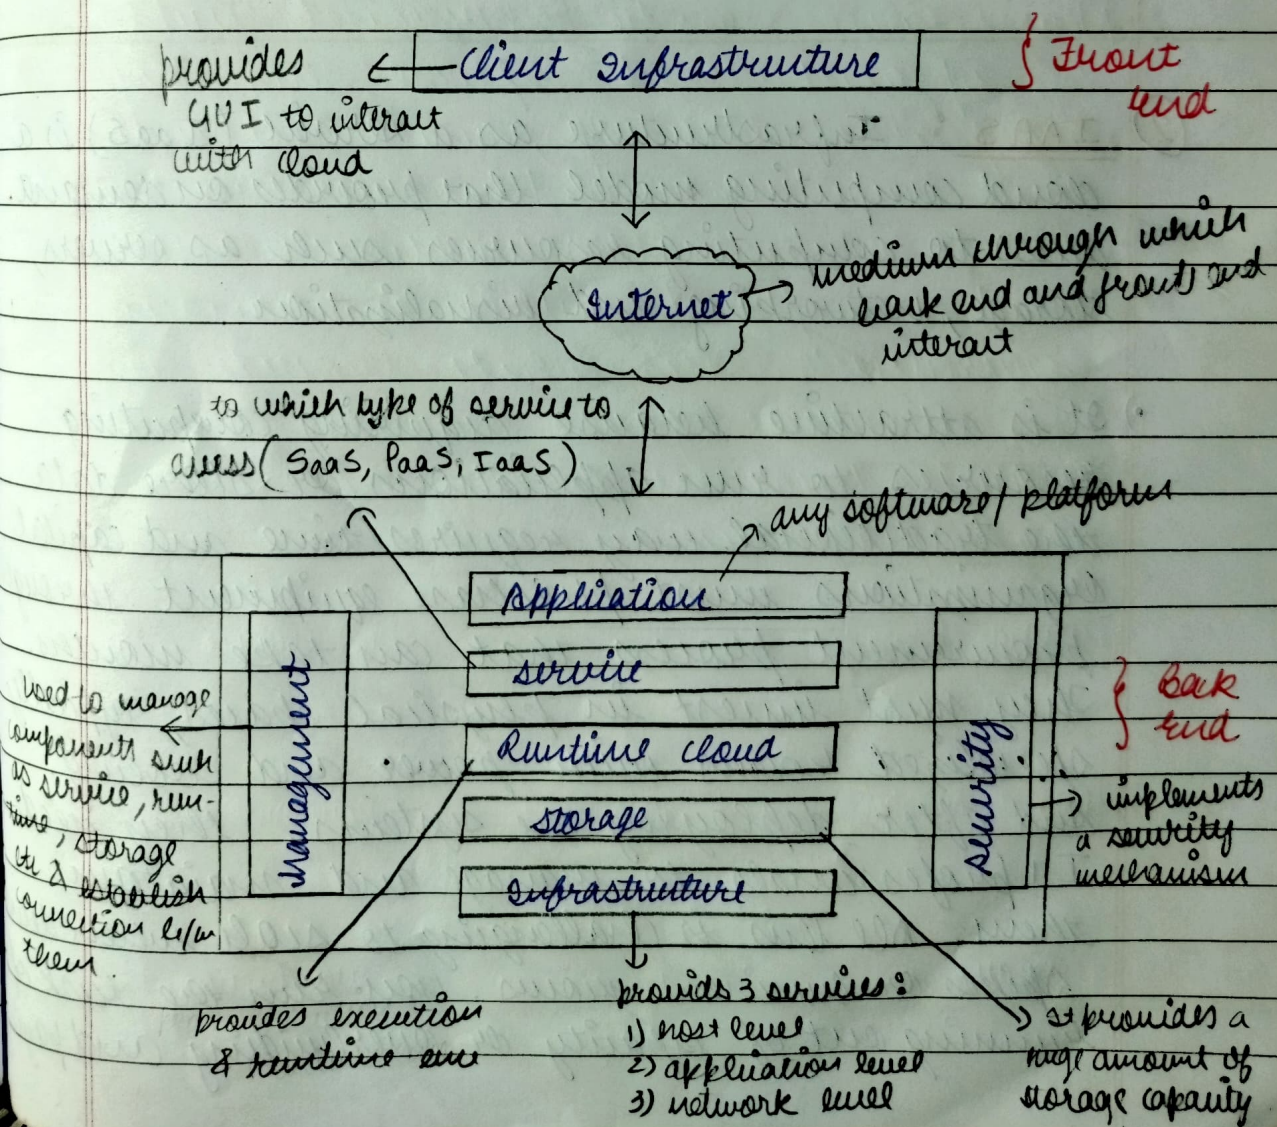 Client Infrastructure
provides
GUI to interact
with cloud
Front
end
Internet
medium through which
back end and front end
interact
to which type of service to
access (SaaS, PaaS, IaaS)
any software / platform
Application
service
Runtime cloud
storage
Infrastructure
Management
security
Back
end
used to manage
components such
as service, run-
time, storage
etc & establish
connection b/w
them.
implements
a security
mechanism
provides execution
& runtime env
provids 3 services:
1) host level
2) application level
3) network level
It provides a
huge amount of
storage capacity